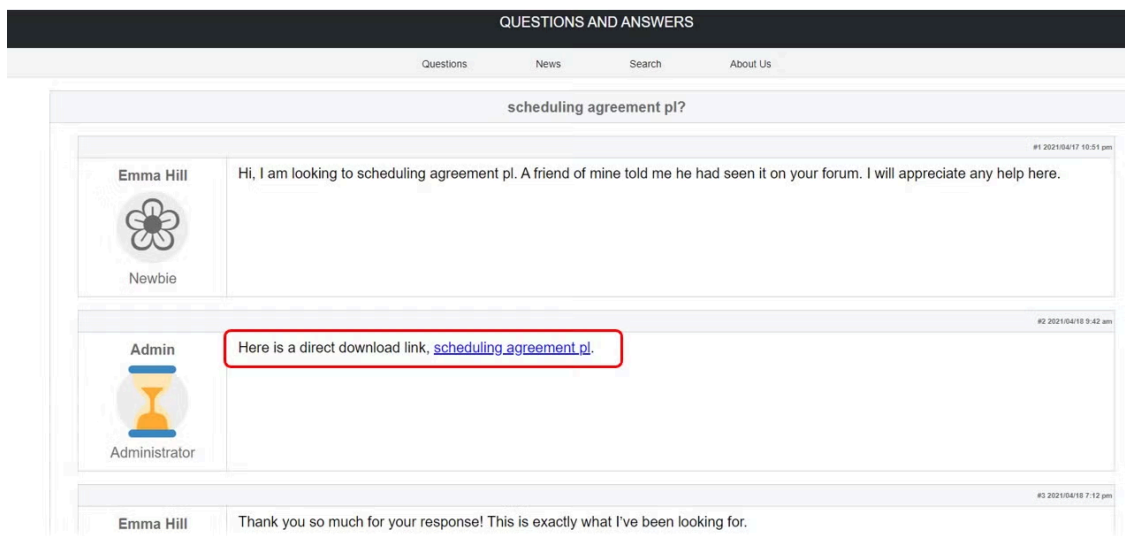 QUESTIONS AND ANSWERS
Questions News Search About Us
scheduling agreement pl?
#1 2021/04/17 10:51 pm
Emma Hill
Hi, I am looking to scheduling agreement pl. A friend of mine told me he had seen it on your forum. I will appreciate any help here.
Newbie
#2 2021/04/18 9:42 am
Admin
Here is a direct download link, scheduling agreement pl.
Administrator
#3 2021/04/18 7:12 pm
Emma Hill
Thank you so much for your response! This is exactly what I've been looking for.